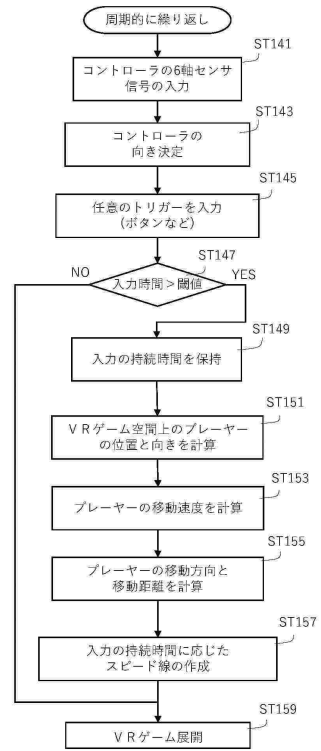 周期的に繰り返し
ST141
コントローラの6軸センサ
信号の入力
ST143
コントローラの
向き決定
ST145
任意のトリガーを入力
(ボタンなど)
ST147
NO
入力時間>閾値
YES
ST149
入力の持続時間を保持
ST151
VRゲーム空間上のプレーヤー
の位置と向きを計算
ST153
プレーヤーの移動速度を計算
ST155
プレーヤーの移動方向と
移動距離を計算
ST157
入力の持続時間に応じた
スピード線の作成
ST159
VRゲーム展開